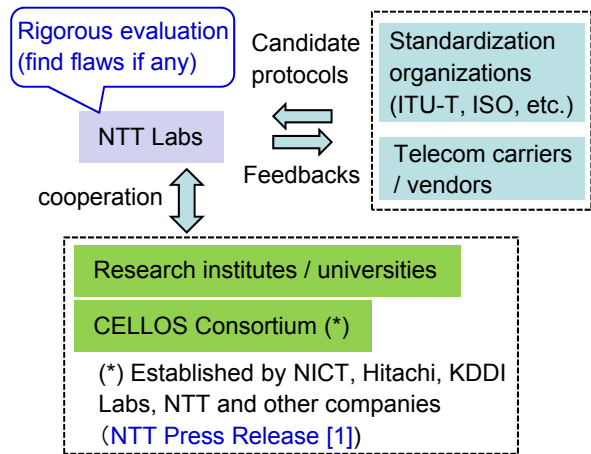 Rigorous evaluation
(find flaws if any)
NTT Labs
Candidate
protocols
Feedbacks
Standardization
organizations
(ITU-T, ISO, etc.)
Telecom carriers
/ vendors
cooperation
Research institutes / universities
CELLOS Consortium (*)
(*) Established by NICT, Hitachi, KDDI
Labs, NTT and other companies
（NTT Press Release [1])